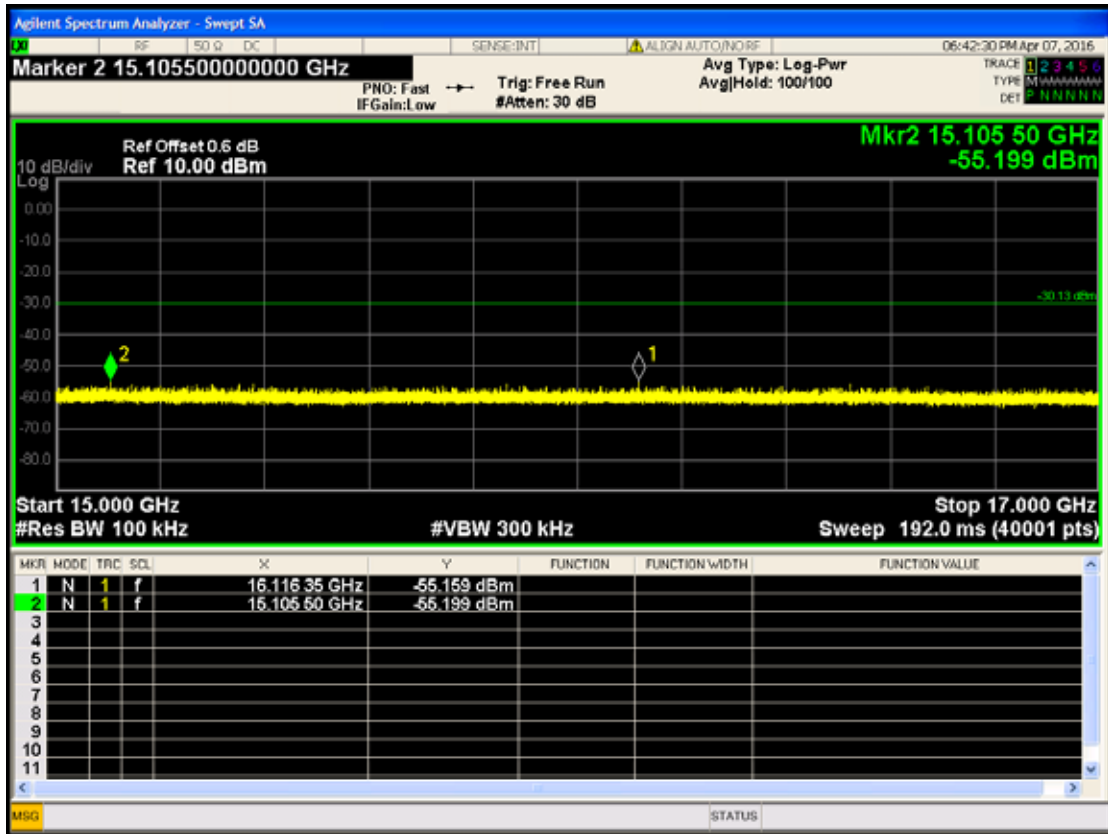 Agilent Spectrum Analyzer - Swept SA
LXI RF 50 Ω DC SENSE:INT ALIGN AUTO/NO RF 06:42:30 PM Apr 07, 2016
Marker 2 15.105500000000 GHz
PNO: Fast
IFGain:Low
Trig: Free Run
#Atten: 30 dB
Avg Type: Log-Pwr
Avg|Hold: 100/100
TRACE 1 2 3 4 5 6
TYPE M WWWWW
DET P N N N N N
Mkr2 15.105 50 GHz
-55.199 dBm
Ref Offset 0.6 dB
10 dB/div Ref 10.00 dBm
Log
0.00
-10.0
-20.0
-30.0
-30.13 dBm
-40.0
2
1
-50.0
-60.0
-70.0
-80.0
Start 15.000 GHz Stop 17.000 GHz
#Res BW 100 kHz #VBW 300 kHz Sweep 192.0 ms (40001 pts)
MKR MODE TRC SCL X Y FUNCTION FUNCTION WIDTH FUNCTION VALUE
1 N 1 f 16.116 35 GHz -55.159 dBm
2 N 1 f 15.105 50 GHz -55.199 dBm
3
4
5
6
7
8
9
10
11
MSG STATUS